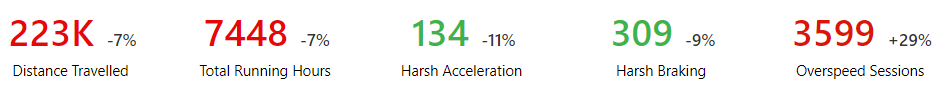 223K -7% 7448 -7% 134 -11% 309 -9% 3599 +29%
Distance Travelled Total Running Hours Harsh Acceleration Harsh Braking Overspeed Sessions